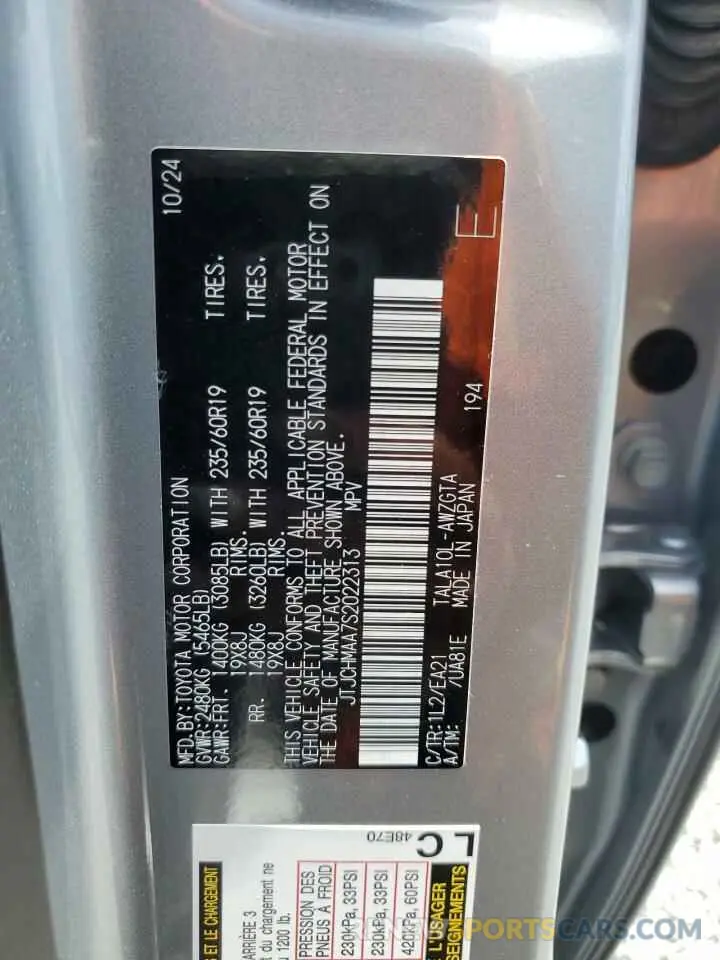 MFD.BY:TOYOTA MOTOR CORPORATION 10/24
GVWR:2480KG (5465LB)
GAWR:FRT. 1400KG (3085LB) WITH 235/60R19 TIRES.
19X8J RIMS.
RR. 1480KG (3260LB) WITH 235/60R19 TIRES.
19X8J RIMS.
THIS VEHICLE CONFORMS TO ALL APPLICABLE FEDERAL MOTOR
VEHICLE SAFETY AND THEFT PREVENTION STANDARDS IN EFFECT ON
THE DATE OF MANUFACTURE SHOWN ABOVE.
JTJCHMAA7S2022313 MPV
C/TR:1L2/EA21 TALA10L-AWZGTA 194
A/TM: /UA81E MADE IN JAPAN
E
ET LE CHARGEMENT
ARRIÈRE 3
t du chargement ne
1200 lb.
PRESSION DES
PNEUS À FROID
230kPa, 33PSI
230kPa, 33PSI
420kPa, 60PSI
L'USAGER
SEIGNEMENTS
LC
48E70
SPORTSCARS.COM